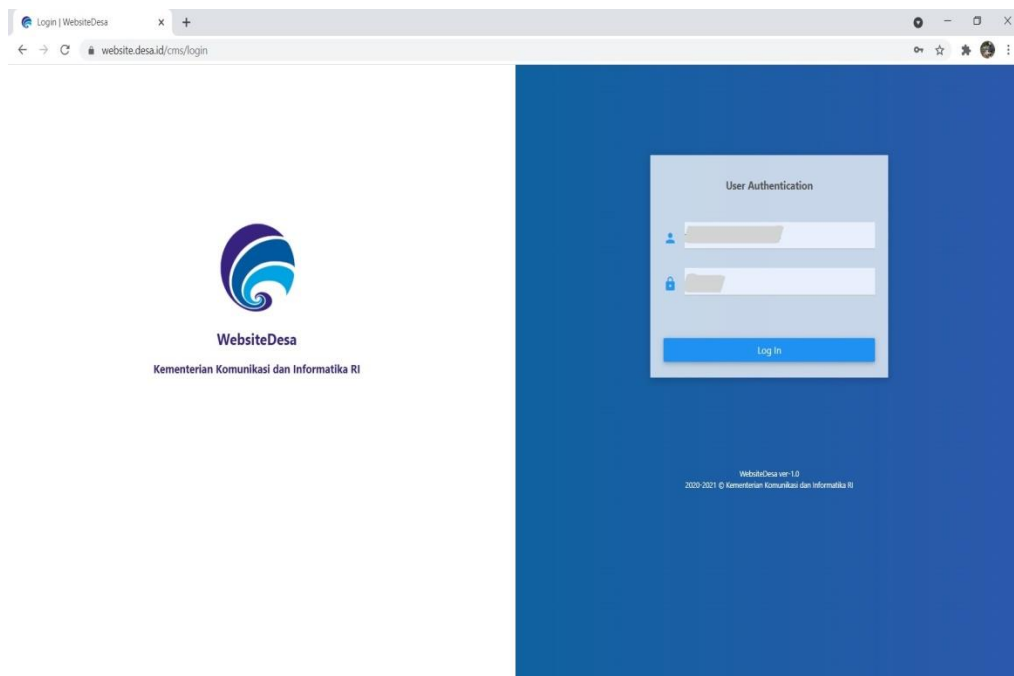 Login | WebsiteDesa
website.desa.id/cms/login
WebsiteDesa
Kementerian Komunikasi dan Informatika RI
User Authentication
Log In
WebsiteDesa ver-1.0
2020-2021 © Kementerian Komunikasi dan Informatika RI